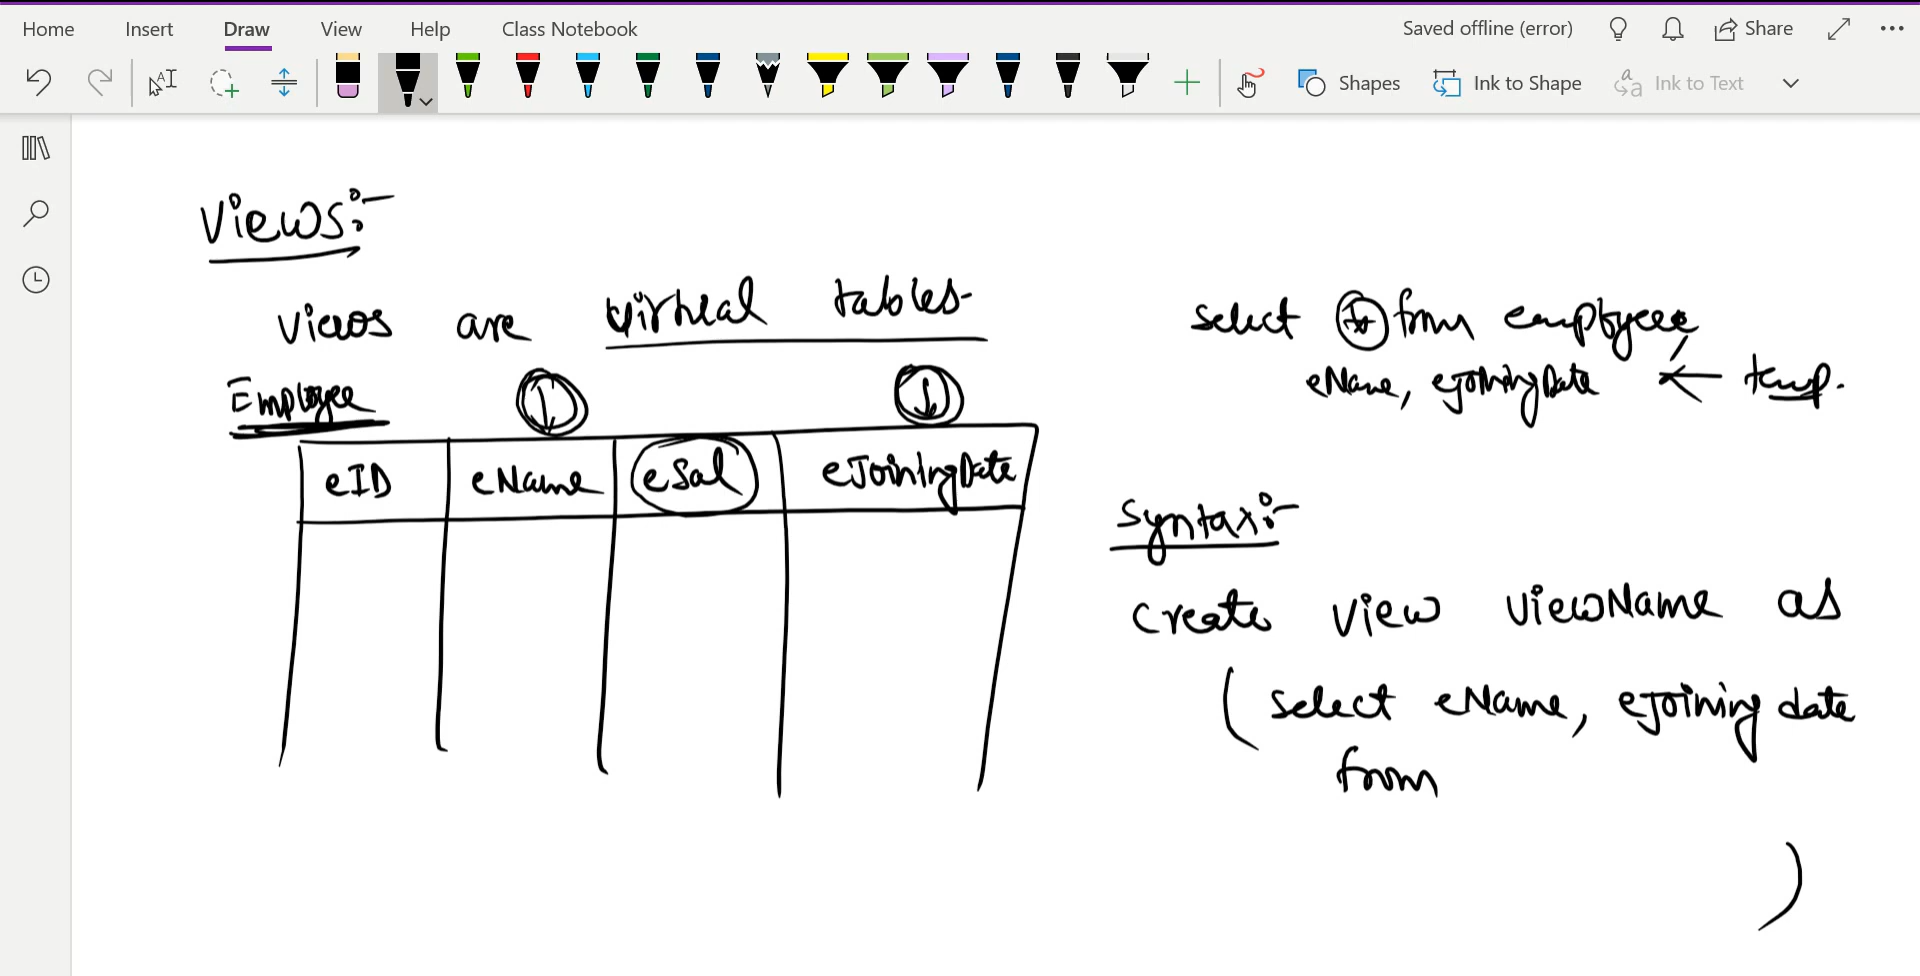 Home Insert Draw View Help Class Notebook Saved offline (error) Share
Shapes Ink to Shape Ink to Text
Views:-
Views are virtual tables.
Employee
eID eName eSal eJoiningDate
select * from employee;
eName, eJoiningDate ← temp.
Syntax:-
Create view viewName as
(select eName, eJoining date
from
)